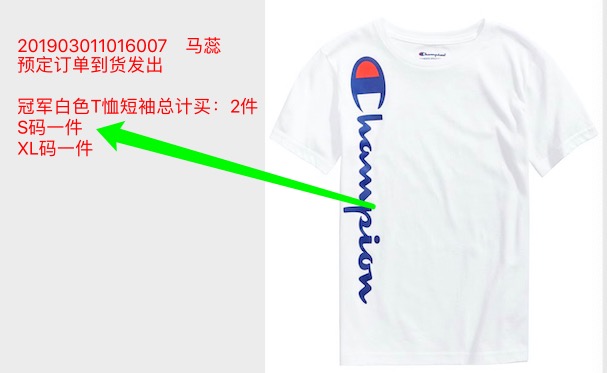 201903011016007 马蕊
预定订单到货发出
冠军白色T恤短袖总计买：2件
S码一件
XL码一件
Champion
Champion